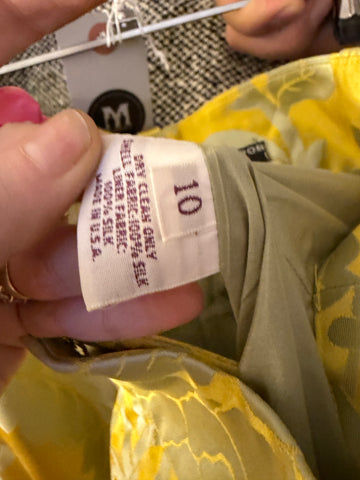 W
10
DRY CLEAN ONLY
SHELL FABRIC-100% SILK
LINER FABRIC
100% SILK
MADE IN U.S.A.